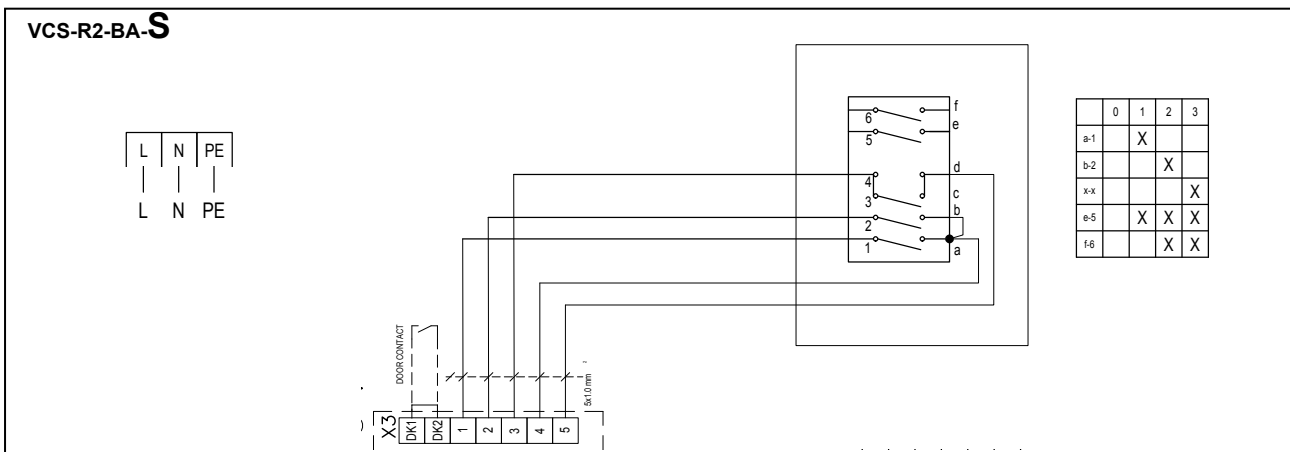 VCS-R2-BA-S
L N PE
L N PE
6 f
5 e
4 d
3 c
2 b
1 a
0 1 2 3
a-1 X
b-2 X
x-x X
e-5 X X X
f-6 X X
DOOR CONTACT
5x1.0 mm
X3 DK1 DK2 1 2 3 4 5